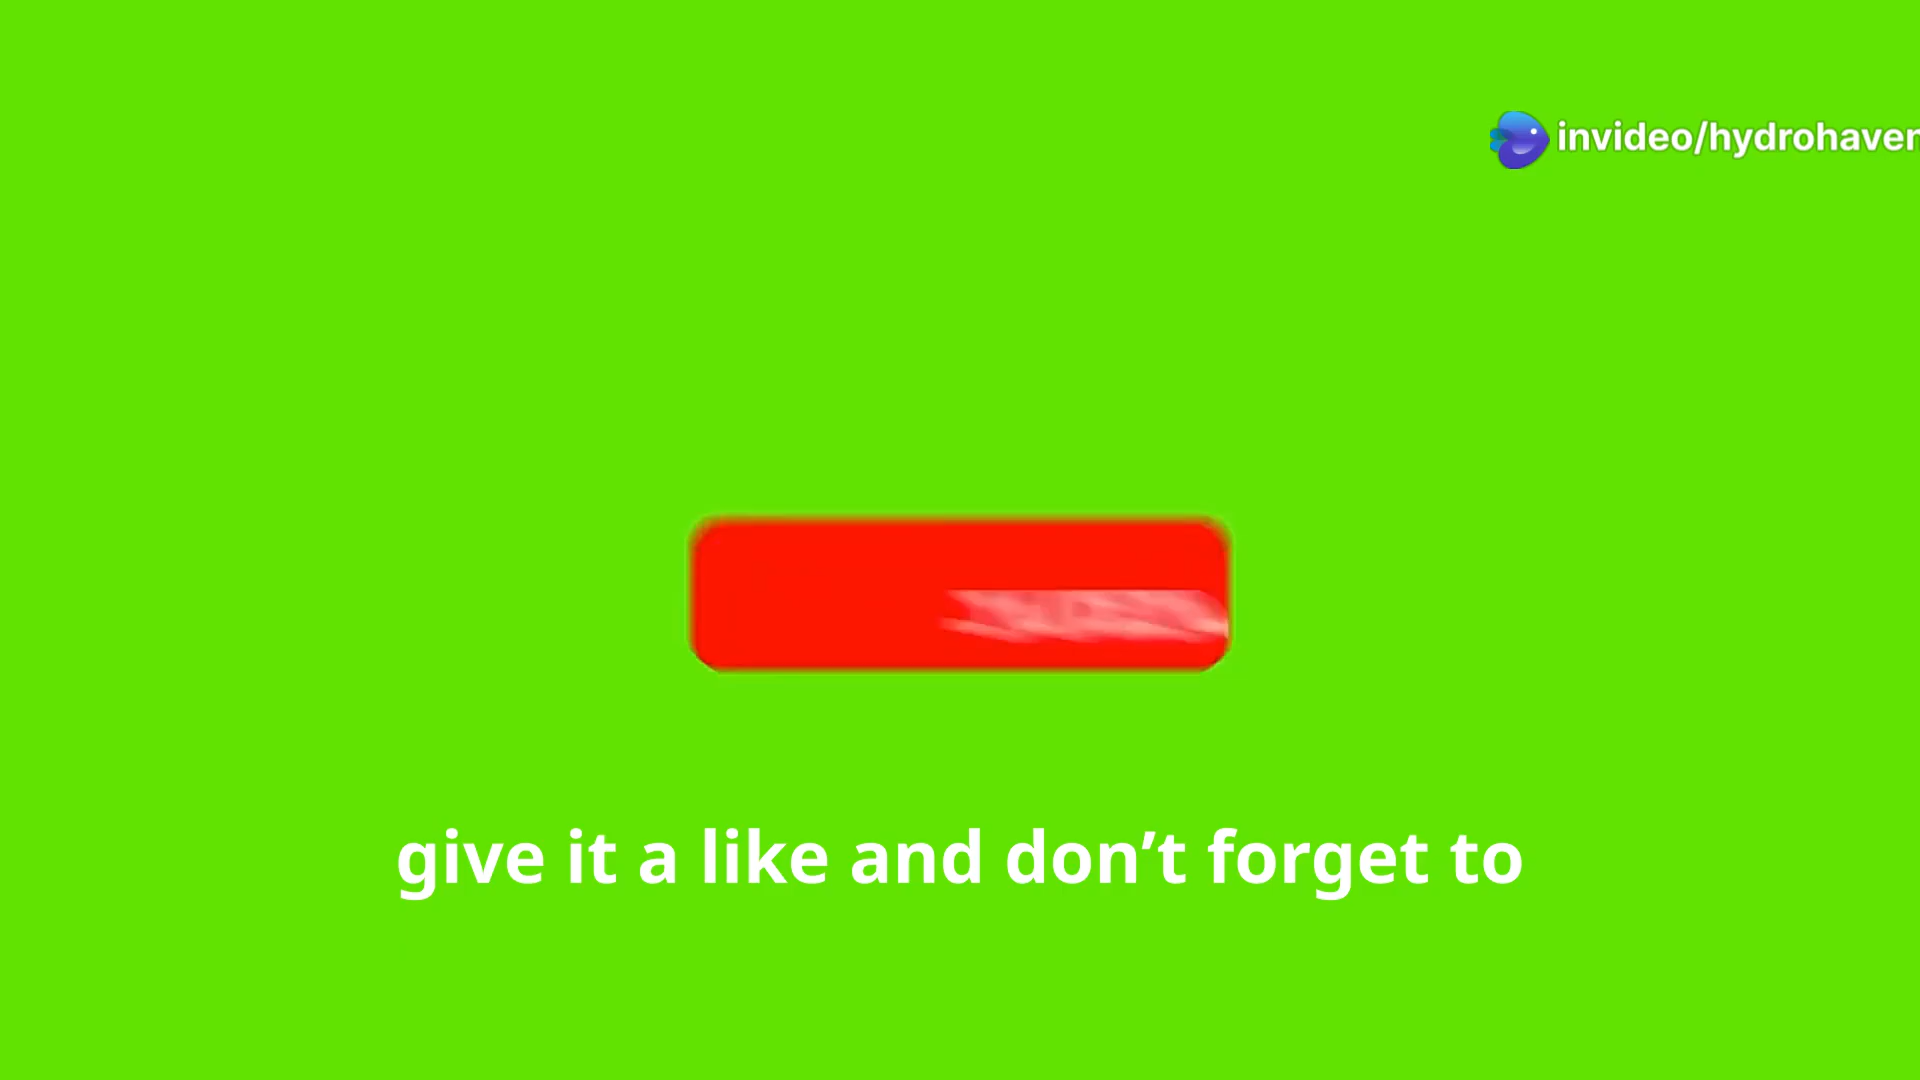 invideo/hydrohaven
give it a like and don’t forget to